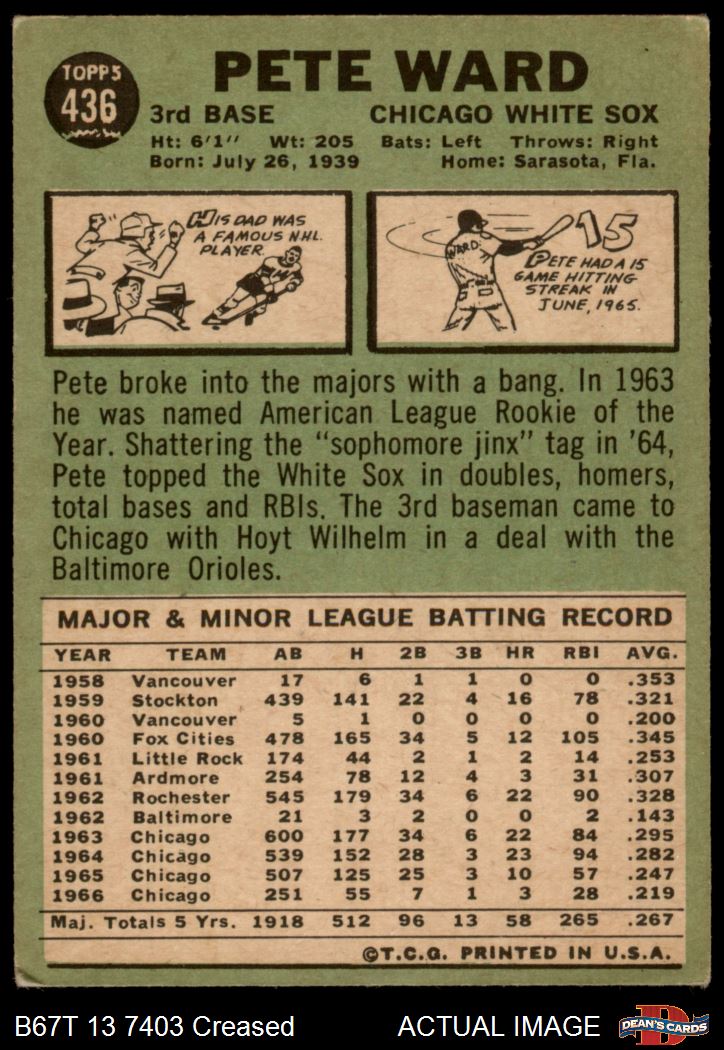 TOPPS
436
PETE WARD
3rd BASE CHICAGO WHITE SOX
Ht: 6'1" Wt: 205 Bats: Left Throws: Right
Born: July 26, 1939 Home: Sarasota, Fla.
HIS DAD WAS
A FAMOUS NHL
PLAYER.
WARD
15
PETE HAD A 15
GAME HITTING
STREAK IN
JUNE, 1965.
Pete broke into the majors with a bang. In 1963
he was named American League Rookie of the
Year. Shattering the "sophomore jinx" tag in '64,
Pete topped the White Sox in doubles, homers,
total bases and RBIs. The 3rd baseman came to
Chicago with Hoyt Wilhelm in a deal with the
Baltimore Orioles.
MAJOR & MINOR LEAGUE BATTING RECORD
YEAR TEAM AB H 2B 3B HR RBI AVG.
1958 Vancouver 17 6 1 1 0 0 .353
1959 Stockton 439 141 22 4 16 78 .321
1960 Vancouver 5 1 0 0 0 0 .200
1960 Fox Cities 478 165 34 5 12 105 .345
1961 Little Rock 174 44 2 1 2 14 .253
1961 Ardmore 254 78 12 4 3 31 .307
1962 Rochester 545 179 34 6 22 90 .328
1962 Baltimore 21 3 2 0 0 2 .143
1963 Chicago 600 177 34 6 22 84 .295
1964 Chicago 539 152 28 3 23 94 .282
1965 Chicago 507 125 25 3 10 57 .247
1966 Chicago 251 55 7 1 3 28 .219
Maj. Totals 5 Yrs. 1918 512 96 13 58 265 .267
©T.C.G. PRINTED IN U.S.A.
B67T 13 7403 Creased ACTUAL IMAGE
D
DEAN'S CARDS